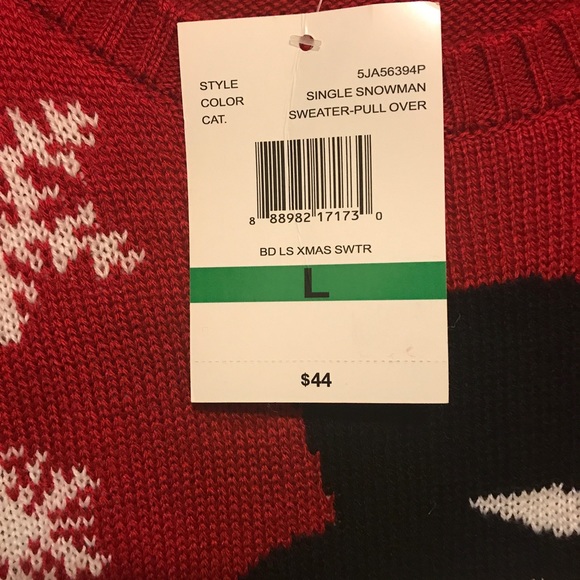 STYLE 5JA56394P
COLOR SINGLE SNOWMAN
CAT. SWEATER-PULL OVER
8 88982 17173 0
BD LS XMAS SWTR
L
$44